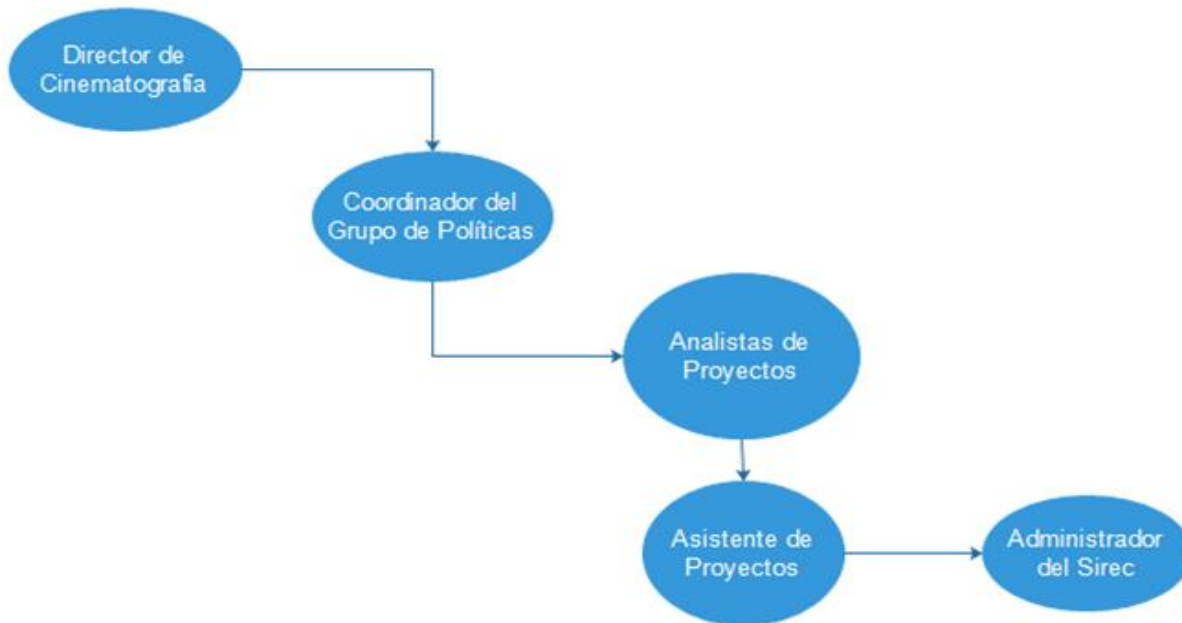 Director de
Cinematografía
Coordinador del
Grupo de Políticas
Analistas de
Proyectos
Asistente de
Proyectos
Administrador
del Sirec